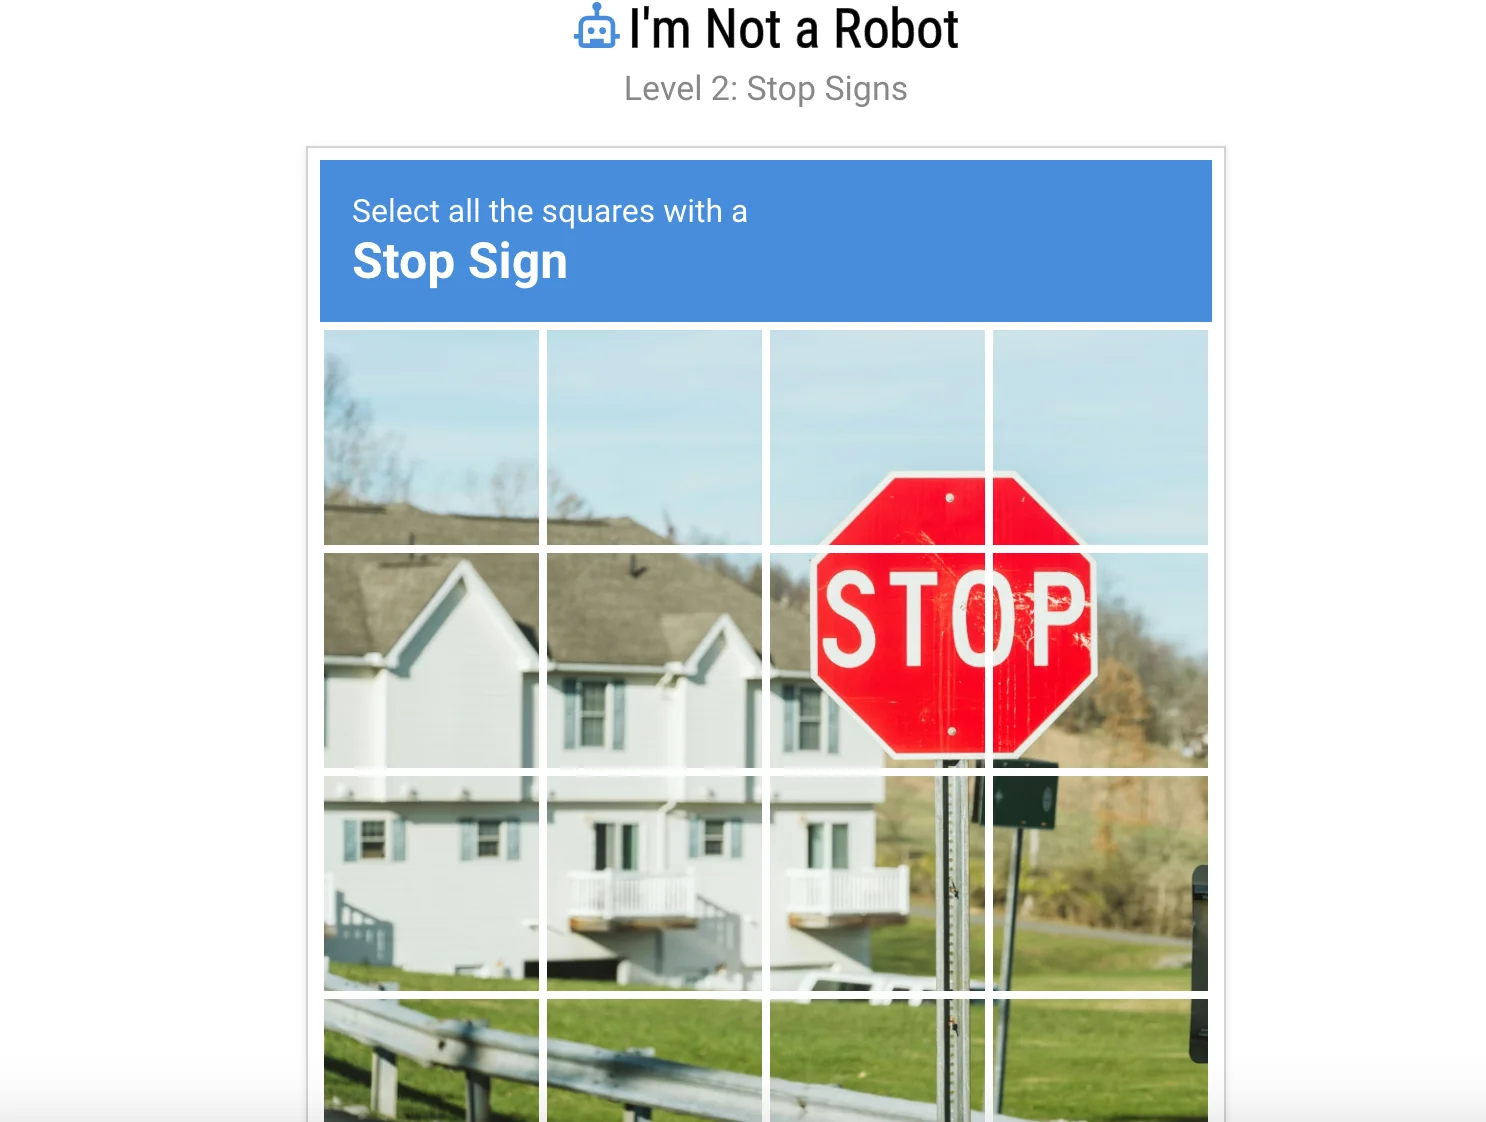 I'm Not a Robot
Level 2: Stop Signs
Select all the squares with a
Stop Sign
STOP